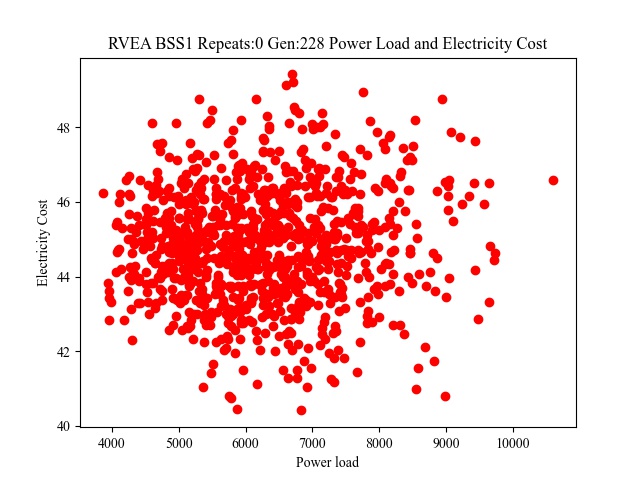 RVEA BSS1 Repeats:0 Gen:228 Power Load and Electricity Cost
48
46
44
42
40
Electricity Cost
4000 5000 6000 7000 8000 9000 10000
Power load